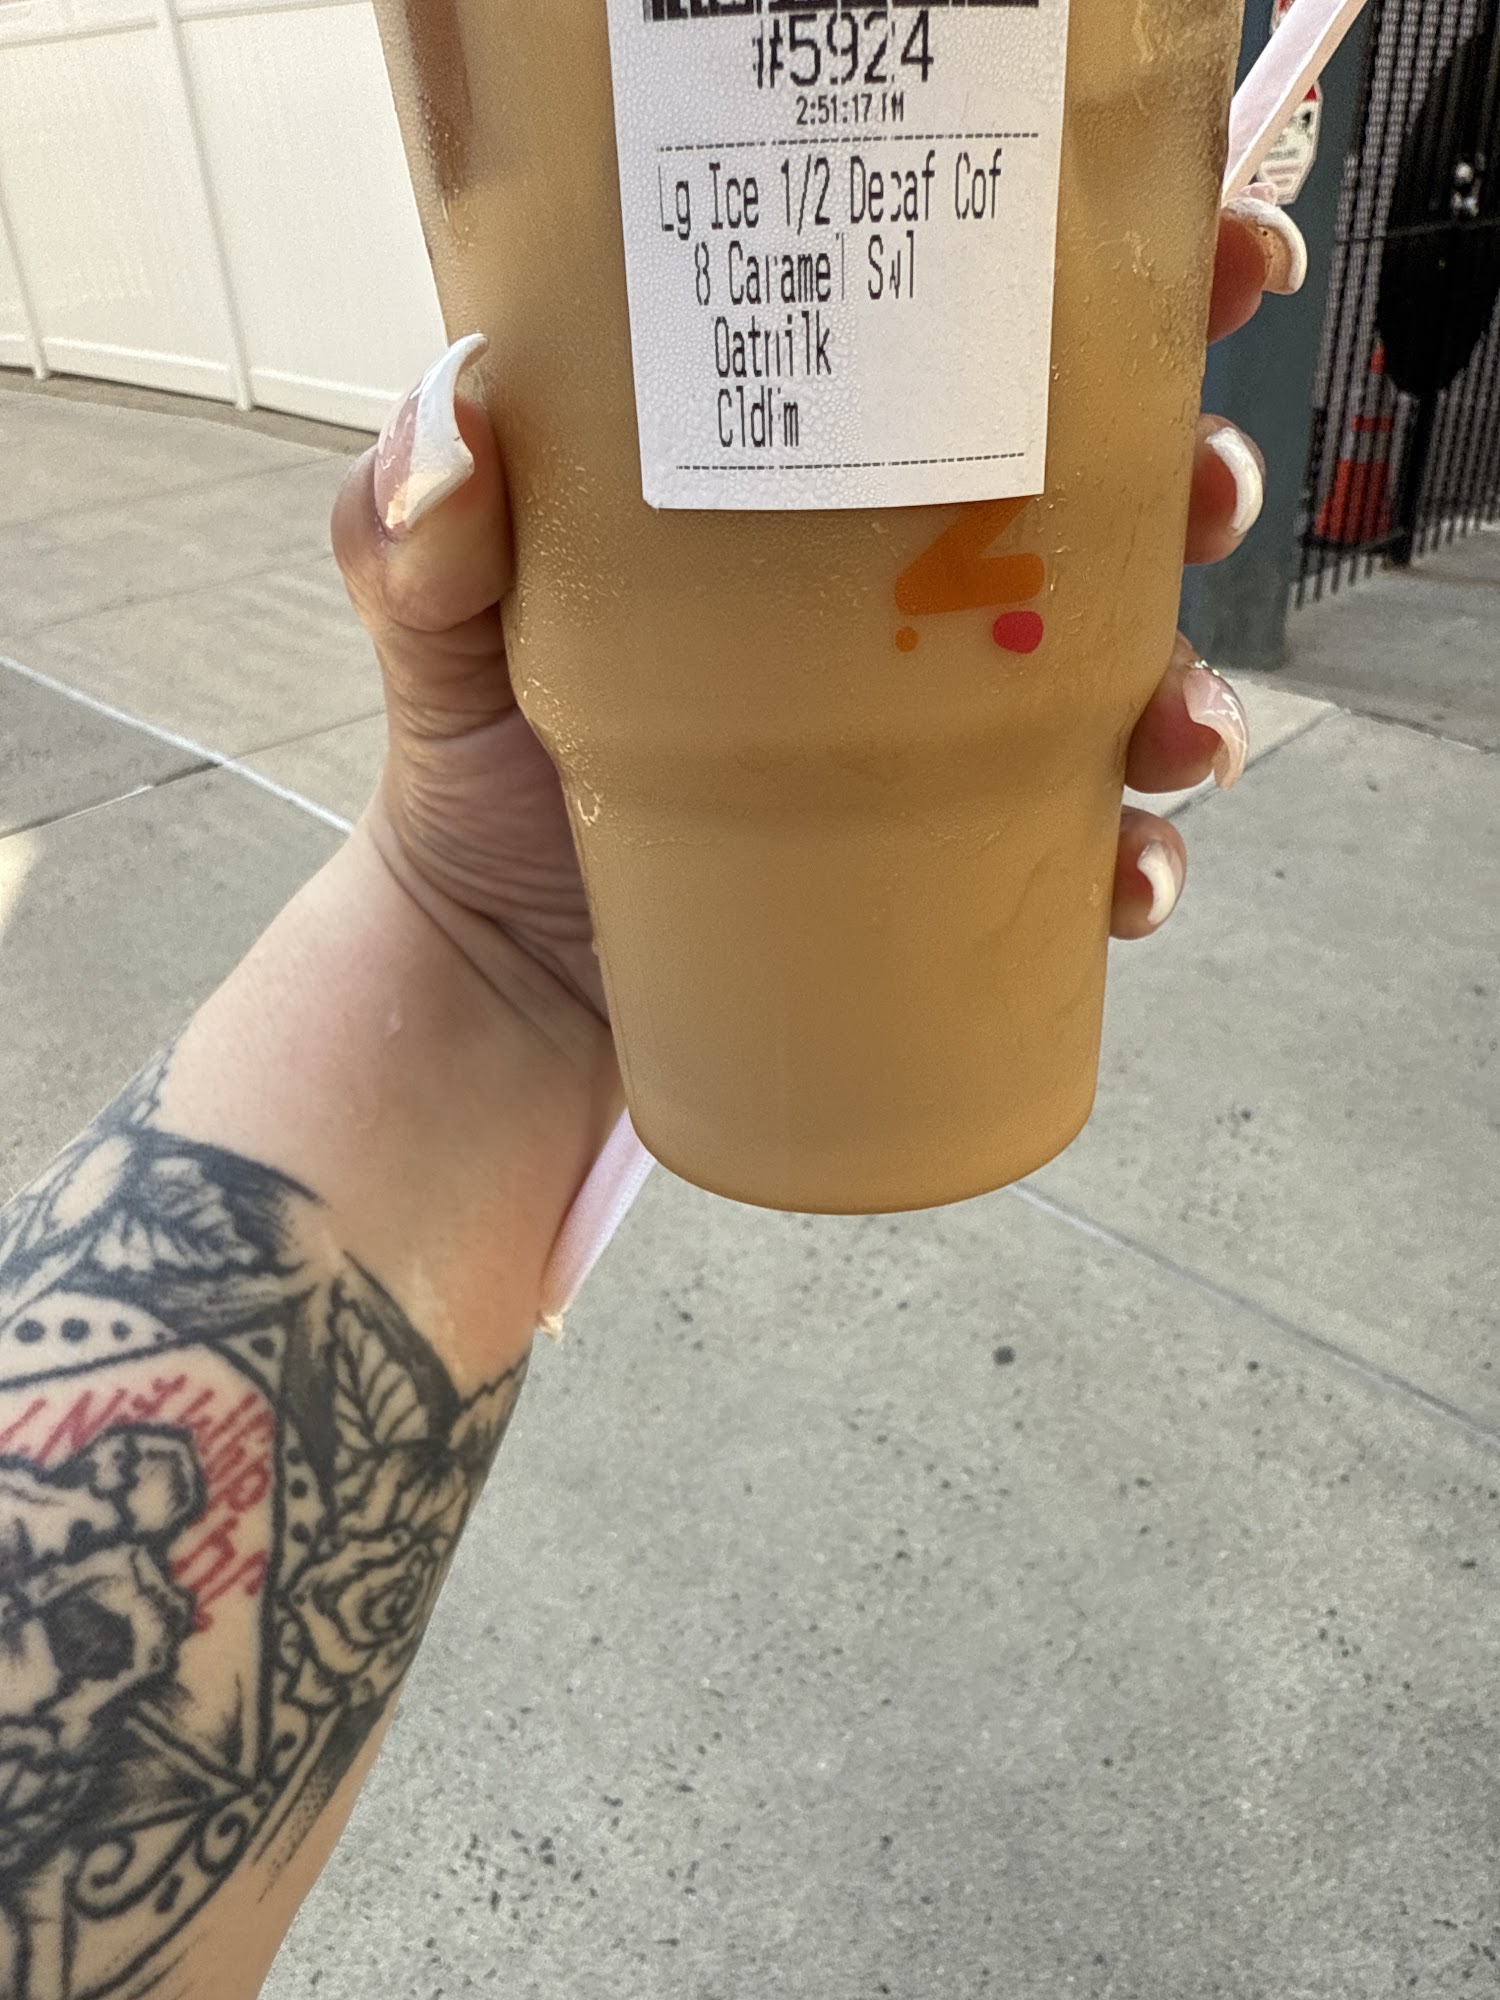 #5924
2:51:17 PM
Lg Ice 1/2 Decaf Cof
8 Caramel Swl
Oatmilk
CldFm